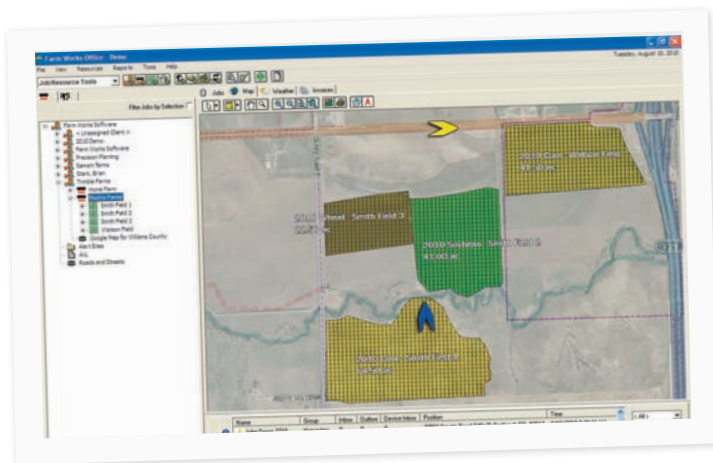 Farm Works Office Demo
Tuesday, August 10, 2010
File View Resources Reports Tools Help
Job/Resource Tools
Jobs Map Weather Invoices
Filter Jobs by Selection
Farm Works Software
< Unassigned Client >
2010 Demo
Farm Works Software
Precision Planting
Stark, Brian
Trimble Farms
Home Farm
Smith Field 1
Smith Field 2
Smith Field 3
Watson Field
Google Map for Williams County
Alert Sites
Roads and Streets
2010 Corn Watson Field
2010 Wheat Smith Field 3
2010 Soybean Smith Field 2
41.00 ac
2010 Corn Smith Field 1
Name Group Inbox Outbox Device Inbox Position Time
< All >